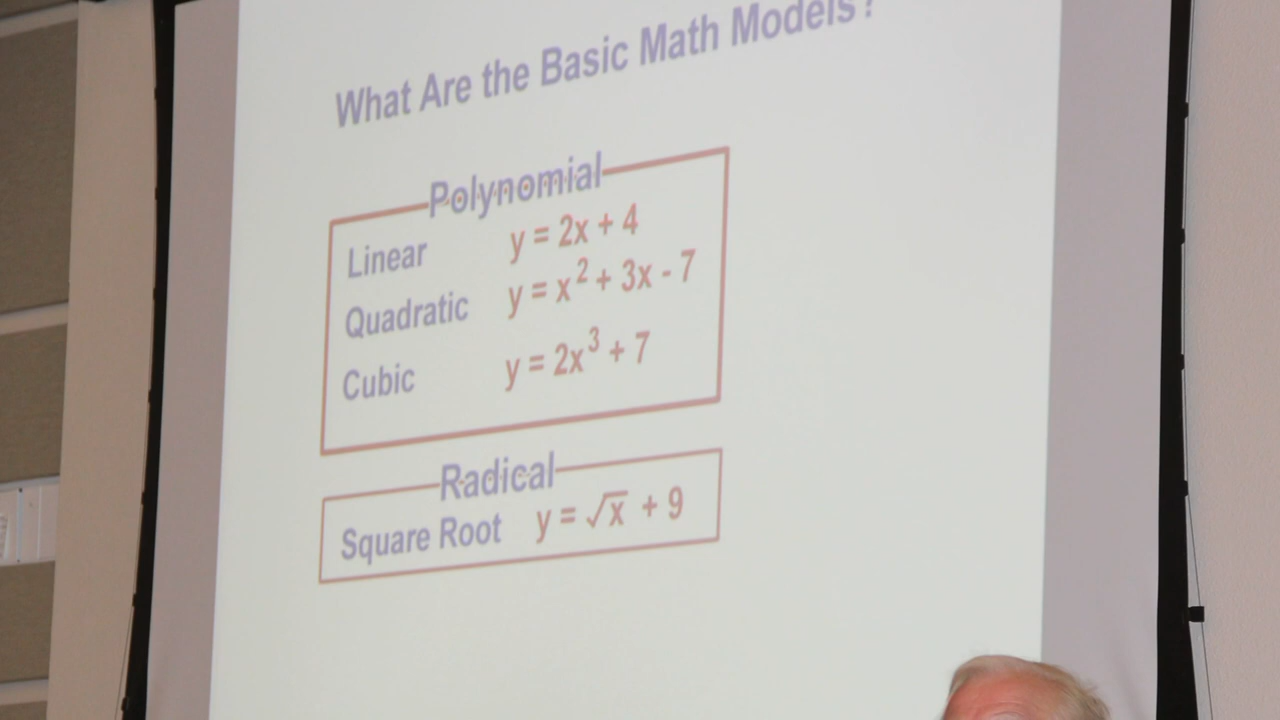 What Are the Basic Math Models?
Polynomial
Linear y = 2x + 4
Quadratic y = x² + 3x - 7
Cubic y = 2x³ + 7
Radical
Square Root y = √x + 9